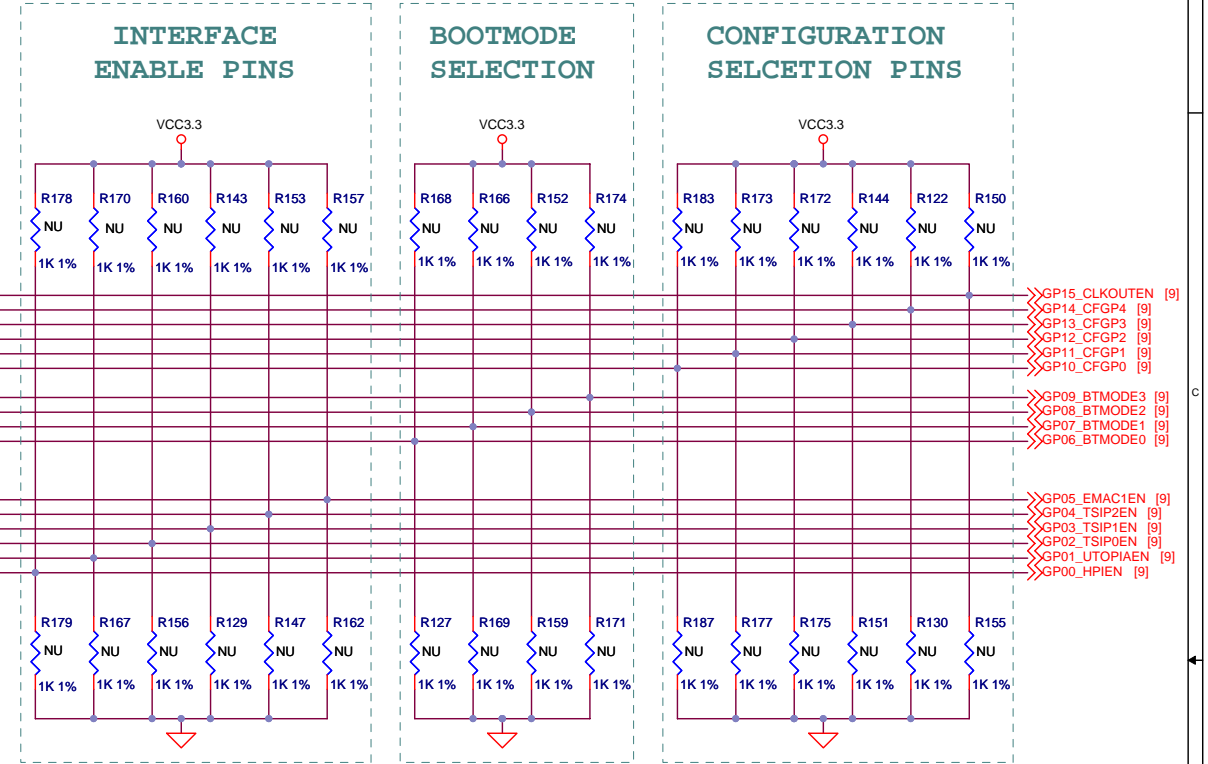 INTERFACE
ENABLE PINS
BOOTMODE
SELECTION
CONFIGURATION
SELCETION PINS
VCC3.3
VCC3.3
VCC3.3
R178 R170 R160 R143 R153 R157 R168 R166 R152 R174 R183 R173 R172 R144 R122 R150
NU NU NU NU NU NU NU NU NU NU NU NU NU NU NU NU
1K 1% 1K 1% 1K 1% 1K 1% 1K 1% 1K 1% 1K 1% 1K 1% 1K 1% 1K 1% 1K 1% 1K 1% 1K 1% 1K 1% 1K 1% 1K 1%
GP15_CLKOUTEN [9]
GP14_CFGP4 [9]
GP13_CFGP3 [9]
GP12_CFGP2 [9]
GP11_CFGP1 [9]
GP10_CFGP0 [9]
C
GP09_BTMODE3 [9]
GP08_BTMODE2 [9]
GP07_BTMODE1 [9]
GP06_BTMODE0 [9]
GP05_EMAC1EN [9]
GP04_TSIP2EN [9]
GP03_TSIP1EN [9]
GP02_TSIP0EN [9]
GP01_UTOPIAEN [9]
GP00_HPIEN [9]
R179 R167 R156 R129 R147 R162 R127 R169 R159 R171 R187 R177 R175 R151 R130 R155
NU NU NU NU NU NU NU NU NU NU NU NU NU NU NU NU
1K 1% 1K 1% 1K 1% 1K 1% 1K 1% 1K 1% 1K 1% 1K 1% 1K 1% 1K 1% 1K 1% 1K 1% 1K 1% 1K 1% 1K 1% 1K 1%